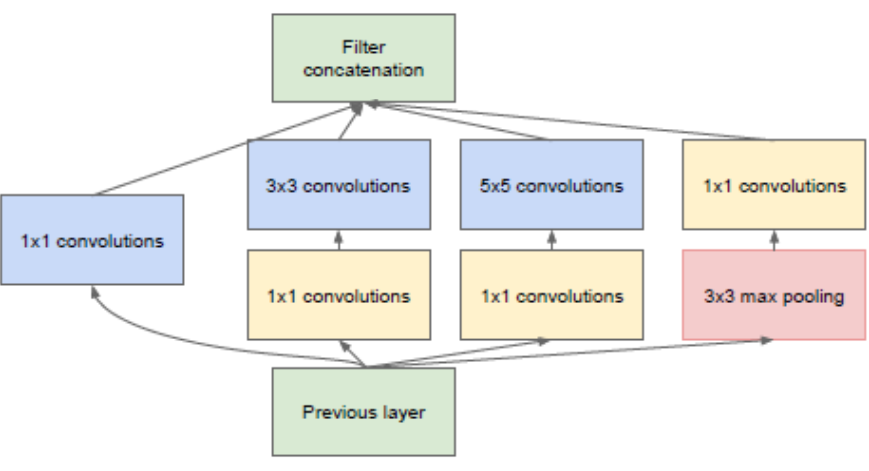 Filter
concatenation
3x3 convolutions
5x5 convolutions
1x1 convolutions
1x1 convolutions
1x1 convolutions
1x1 convolutions
3x3 max pooling
Previous layer